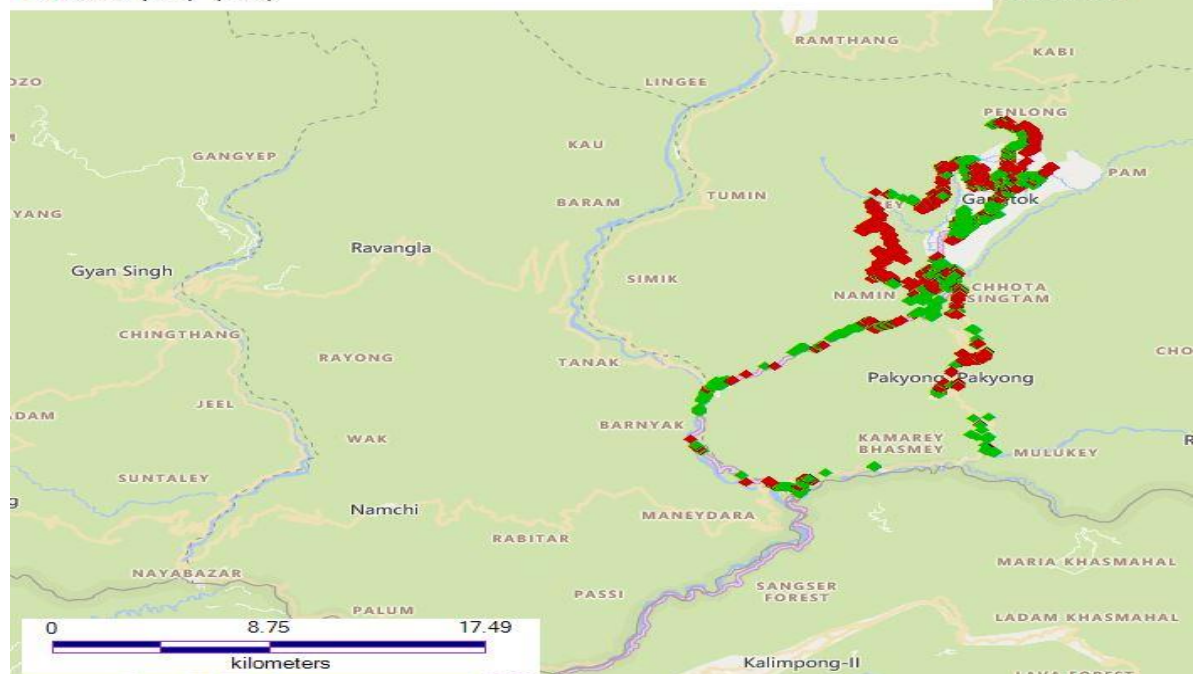 RAMTHANG
KABI
OZO
LINGEE
PENLONG
KAU
GANGYEP
PAM
YANG
BARAM
TUMIN
Ravangla
Gyan Singh
SIMIK
NAMIN
CHHOTA
SINGTAM
CHINGTHANG
RAYONG
TANAK
CHO
Pakyong Pakyong
JEEL
ADAM
BARNYAK
WAK
KAMAREY
BHASMEY
MULUKEY
R
SUNTALEY
g
Namchi
MANEYDARA
RABITAR
MARIA KHASMAHAL
NAYABAZAR
SANGSER
FOREST
PASSI
PALUM
LADAM KHASMAHAL
0 8.75 17.49
kilometers
Kalimpong-II